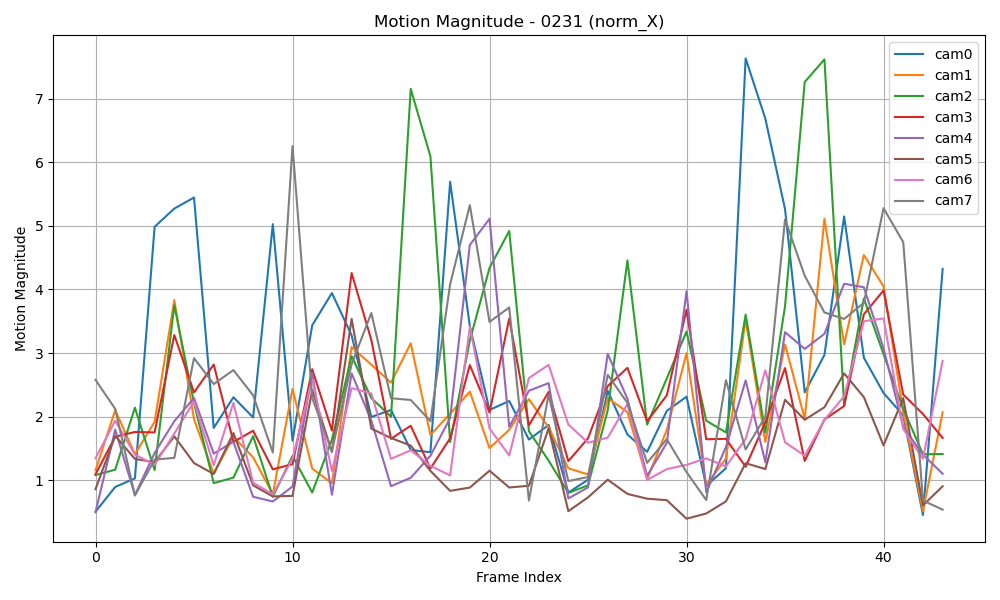 Motion Magnitude - 0231 (norm_X)
cam0
cam1
cam2
cam3
cam4
cam5
cam6
cam7
Motion Magnitude
7
6
5
4
3
2
1
0
10
20
30
40
Frame Index